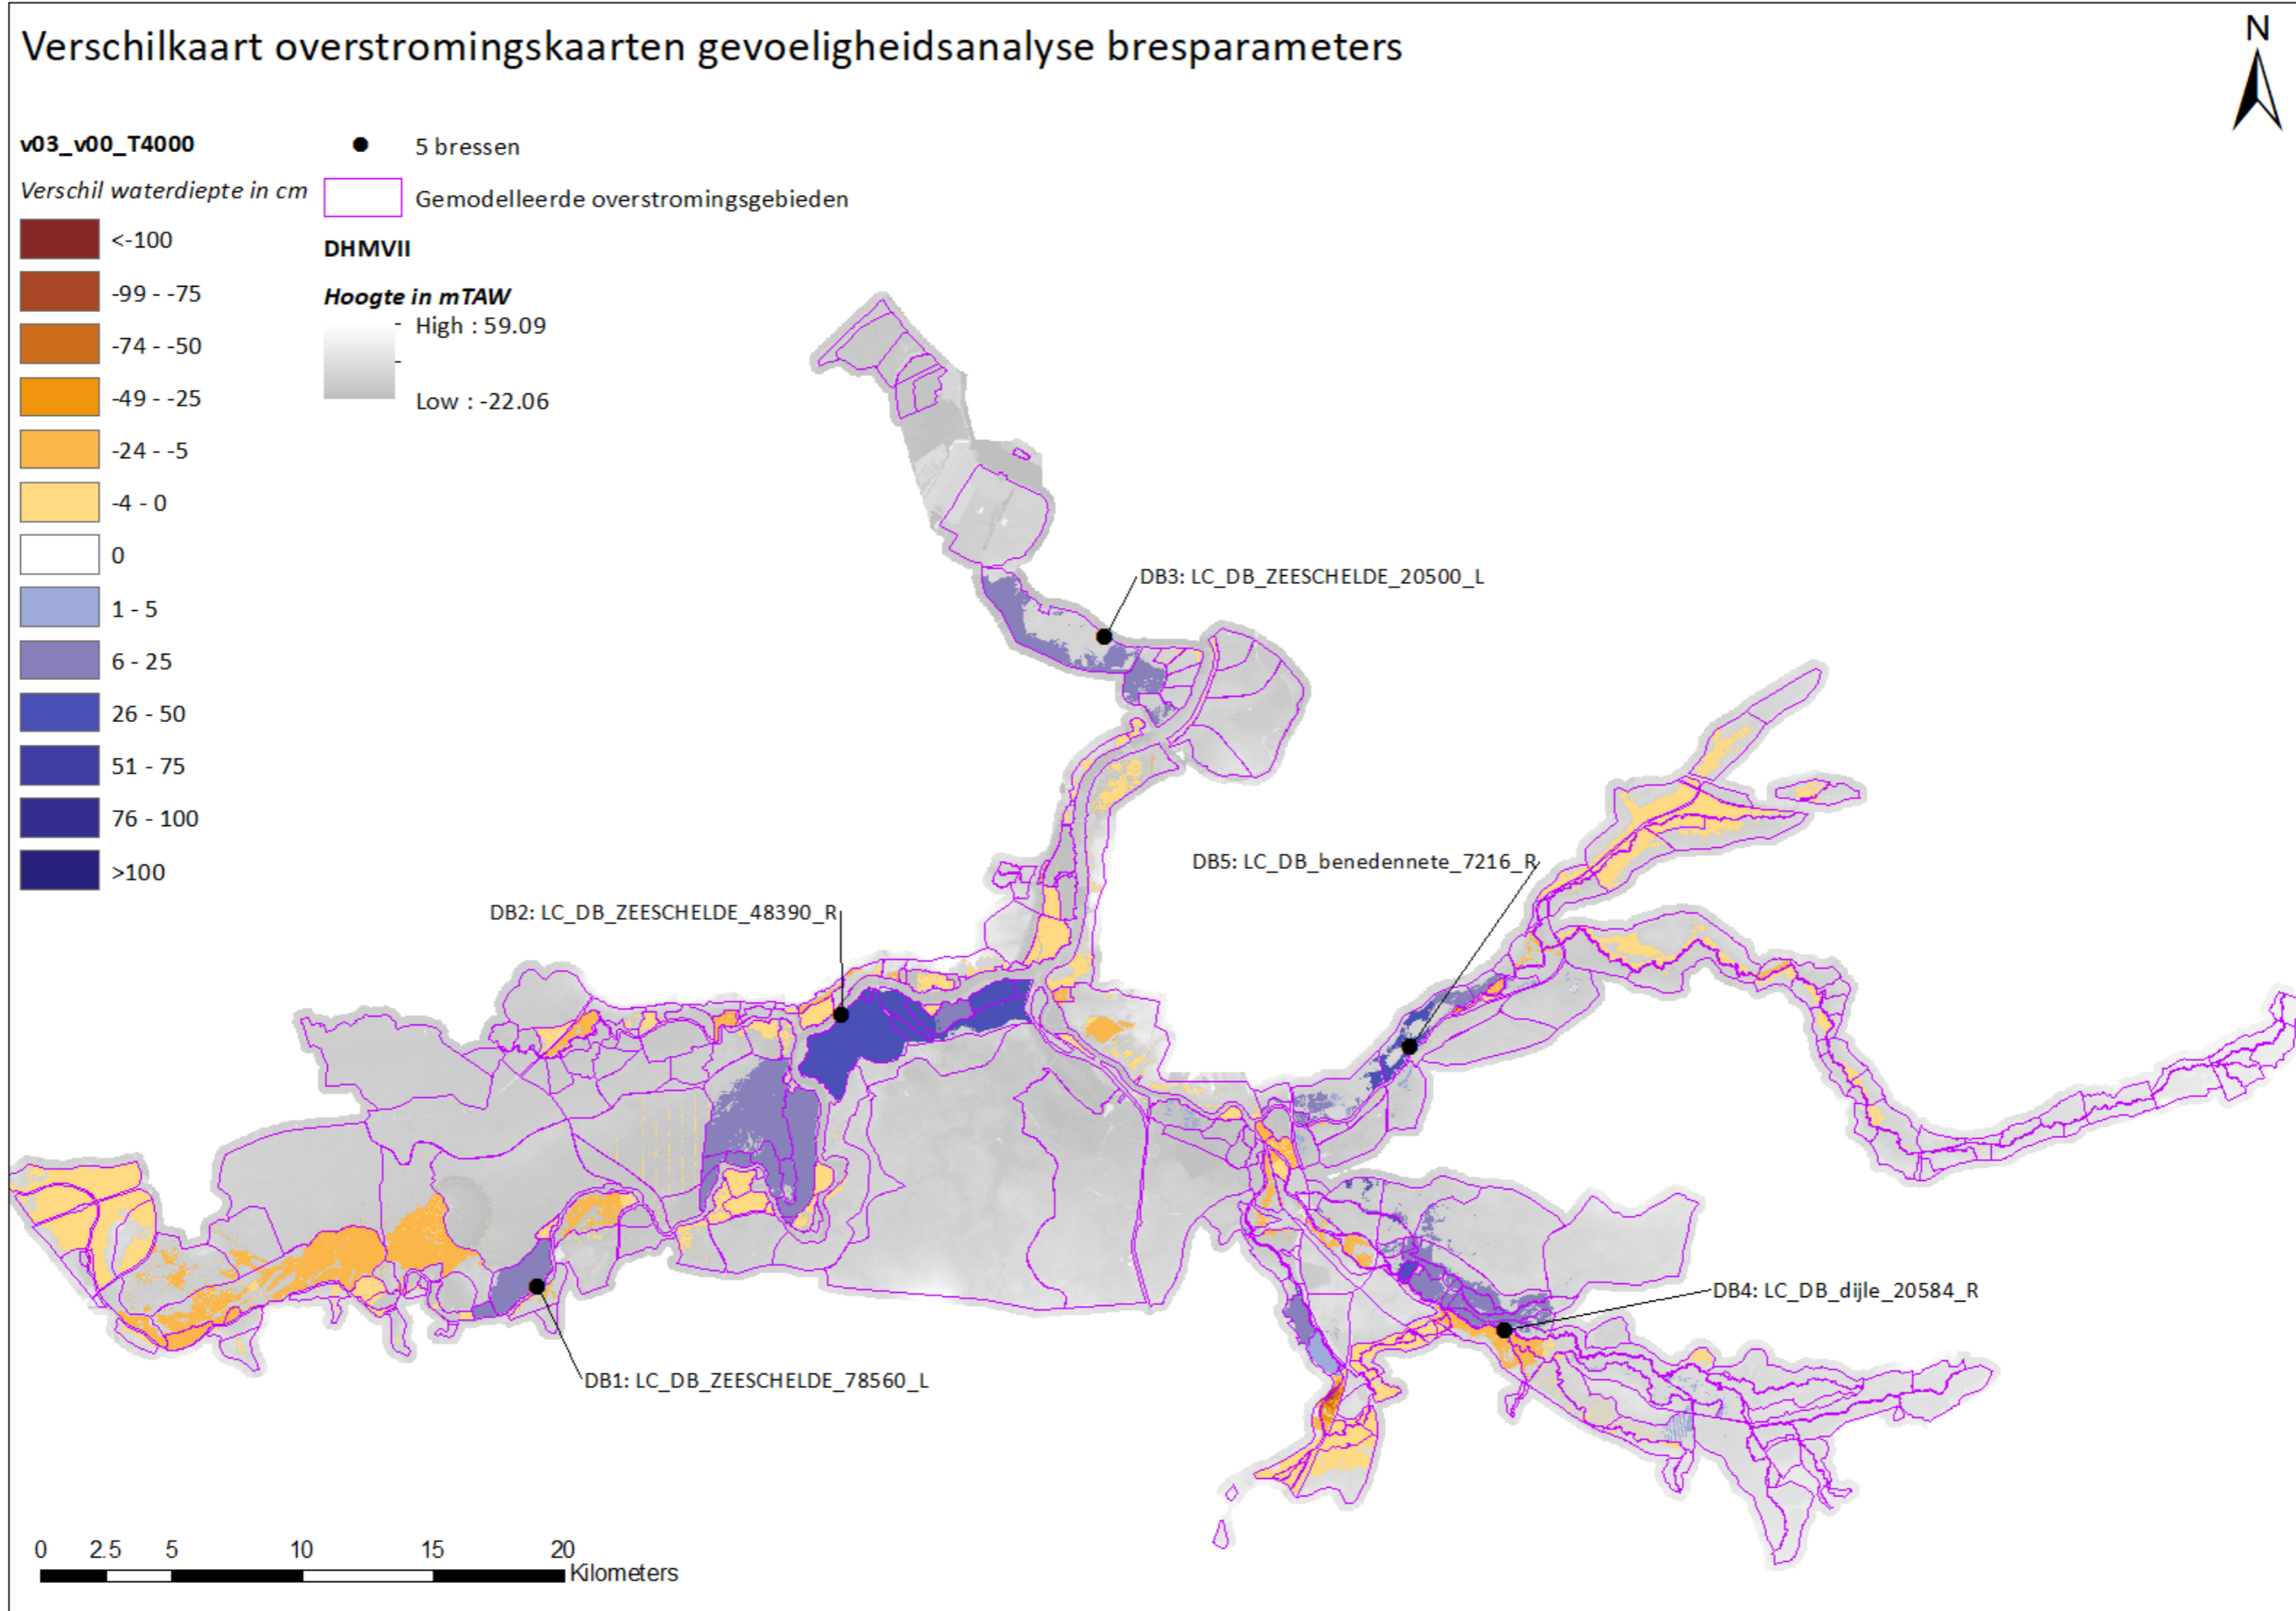 Verschilkaart overstromingskaarten gevoeligheidsanalyse bresparameters
N
v03_v00_T4000
Verschil waterdiepte in cm
<-100
-99 - -75
-74 - -50
-49 - -25
-24 - -5
-4 - 0
0
1 - 5
6 - 25
26 - 50
51 - 75
76 - 100
>100
5 bressen
Gemodelleerde overstromingsgebieden
DHMVII
Hoogte in mTAW
High : 59.09
Low : -22.06
DB3: LC_DB_ZEESCHELDE_20500_L
DB5: LC_DB_benedennete_7216_R
DB2: LC_DB_ZEESCHELDE_48390_R
DB4: LC_DB_dijle_20584_R
DB1: LC_DB_ZEESCHELDE_78560_L
0 2.5 5 10 15 20
Kilometers